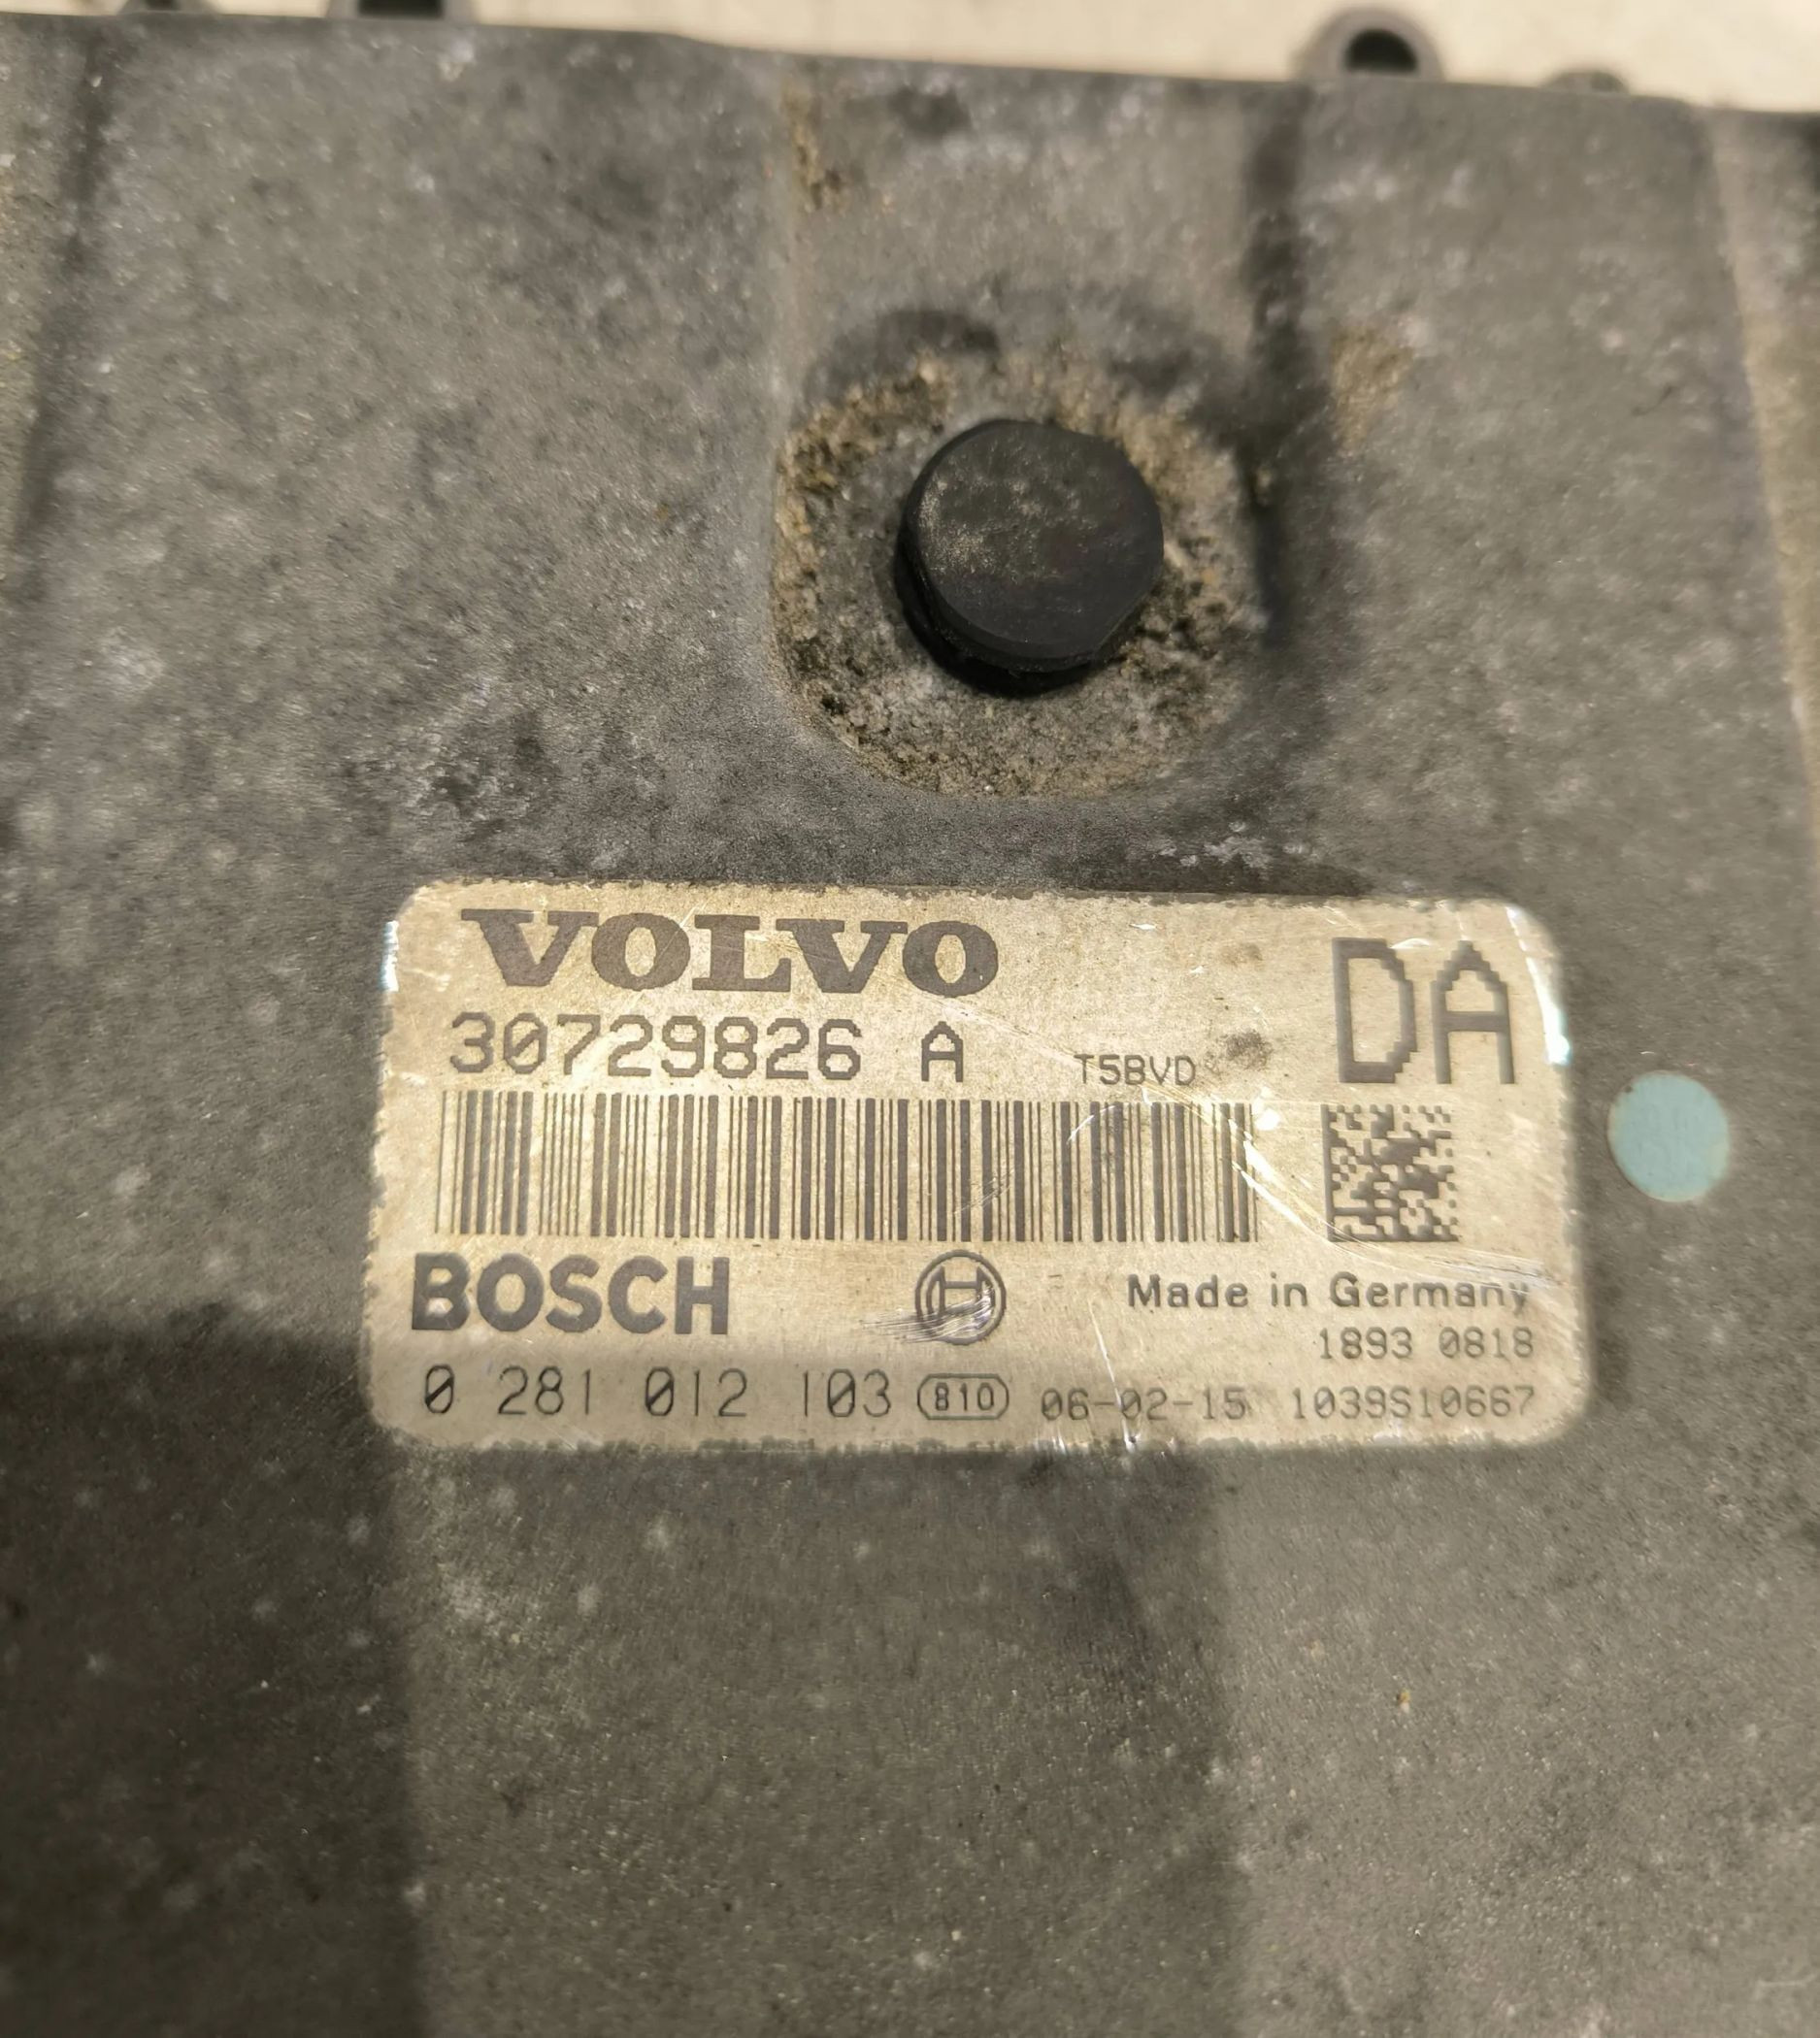 VOLVO
DA
30729826 A T5BVD
BOSCH
Made in Germany
1893 0818
0 281 012 103 810 06-02-15 1039S10667